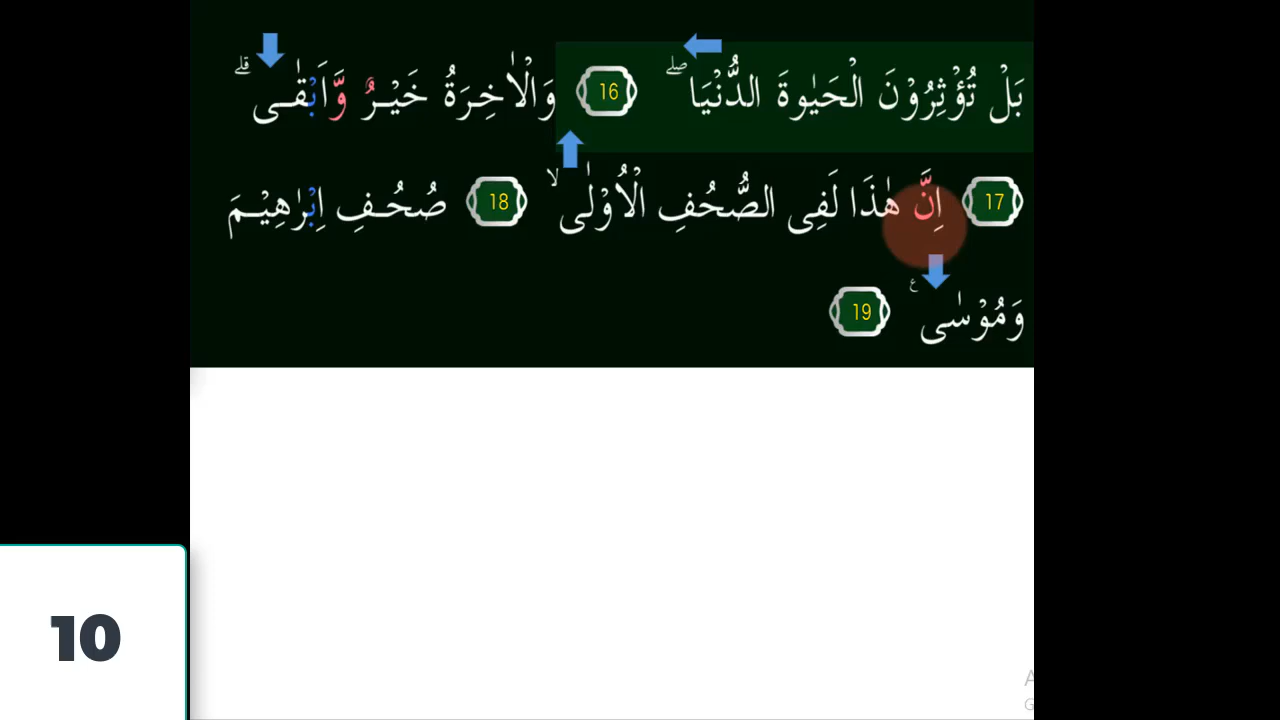 بَلْ تُؤْثِرُوْنَ الْحَيٰوةَ الدُّنْيَا ۖ 16 وَالْاٰخِرَةُ خَيْرٌ وَّاَبْقٰى ۗ
17 اِنَّ هٰذَا لَفِى الصُّحُفِ الْاُوْلٰى ۙ 18 صُحُفِ اِبْرٰهِيْمَ
وَمُوْسٰى ࣖ 19
10